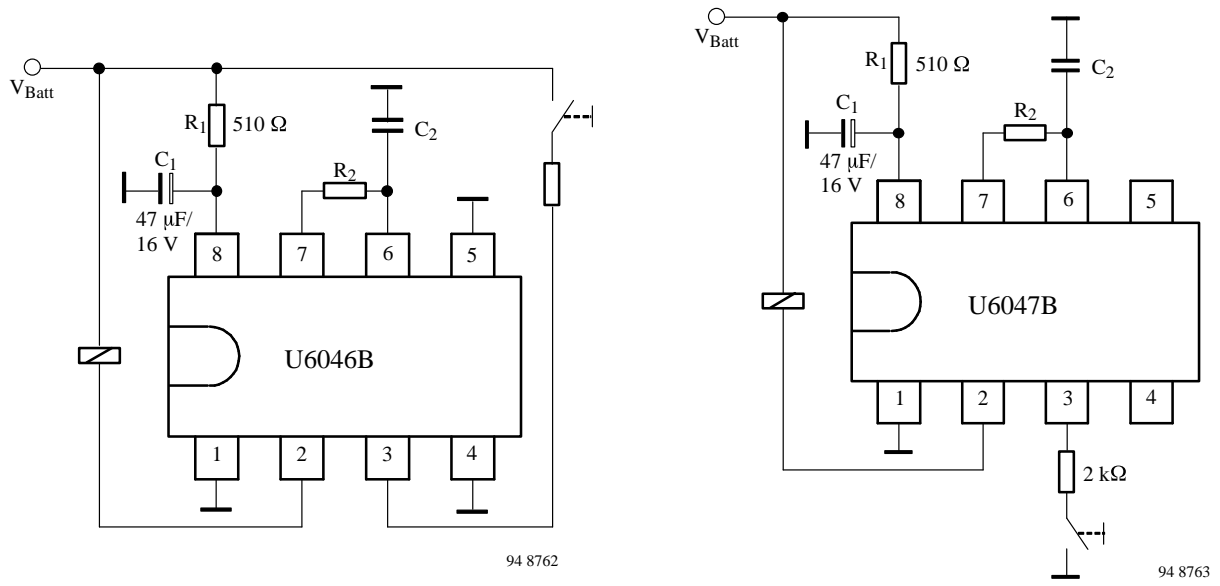 V_Batt
R₁
510 Ω
C₁
47 µF/
16 V
R₂
C₂
8
7
6
5
U6046B
1
2
3
4
94 8762
V_Batt
R₁
510 Ω
C₁
47 µF/
16 V
R₂
C₂
8
7
6
5
U6047B
1
2
3
4
2 kΩ
94 8763